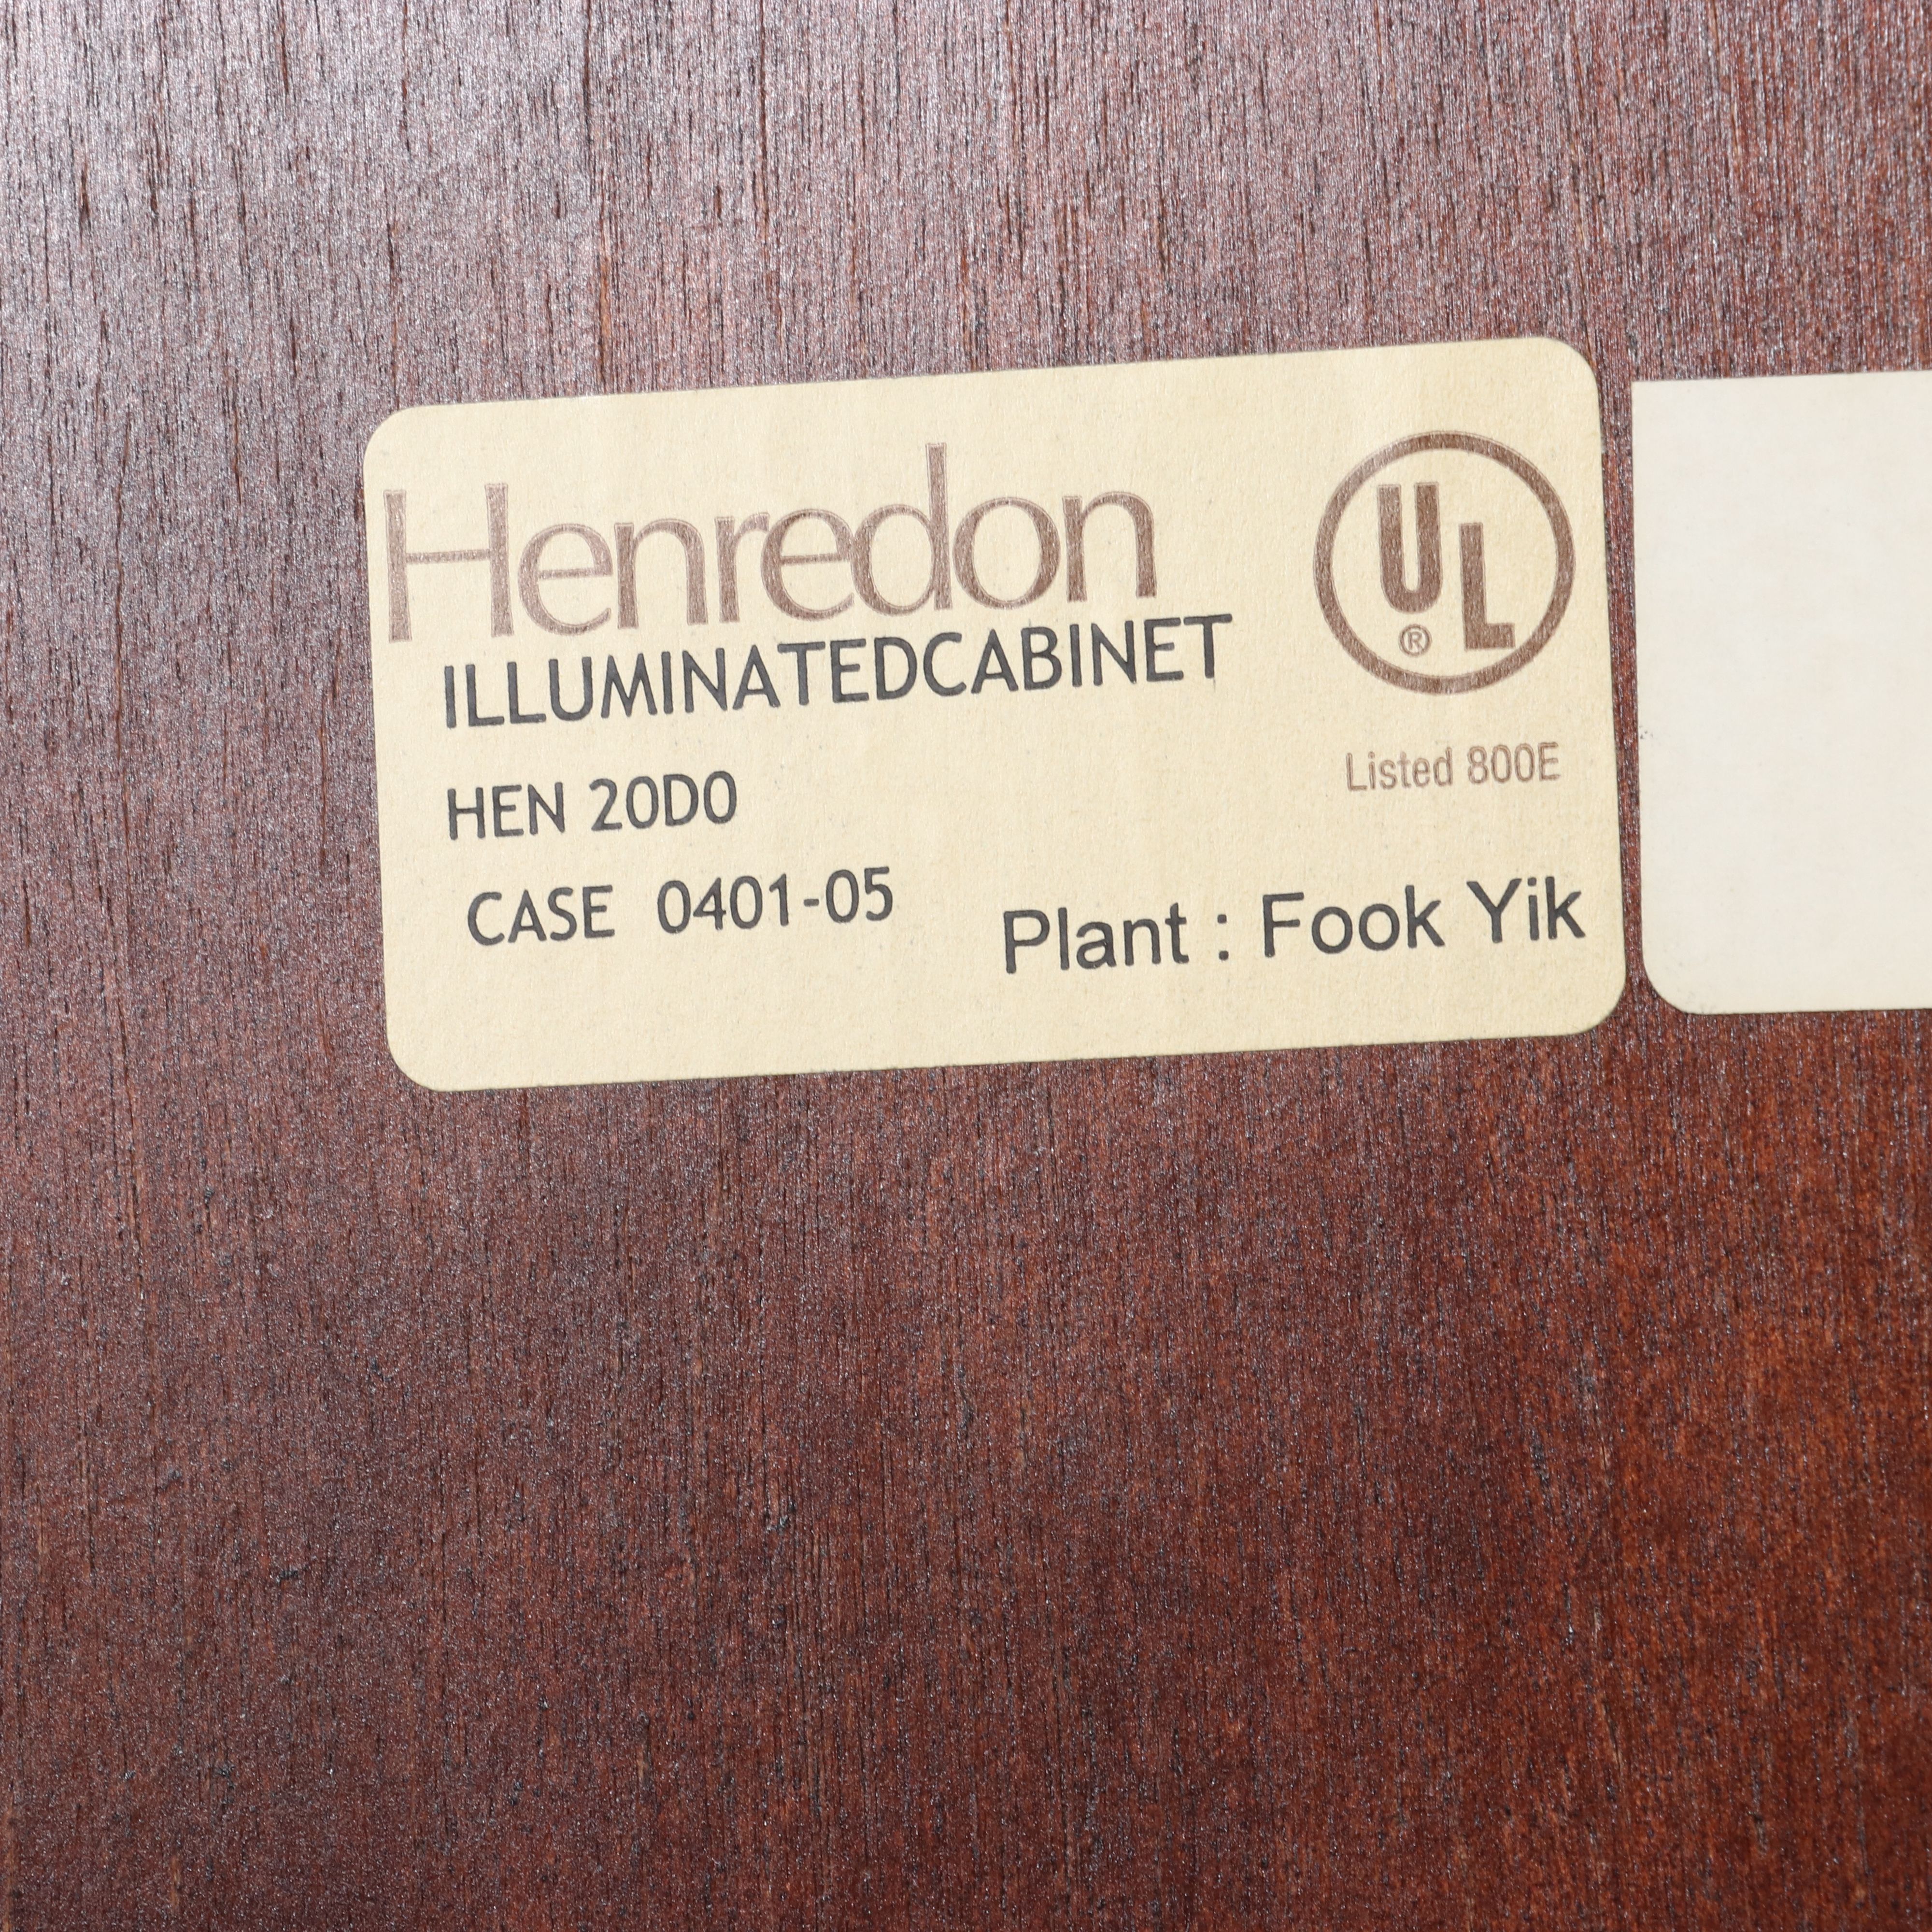 Henredon
UL
®
ILLUMINATEDCABINET
Listed 800E
HEN 20D0
CASE 0401-05
Plant : Fook Yik